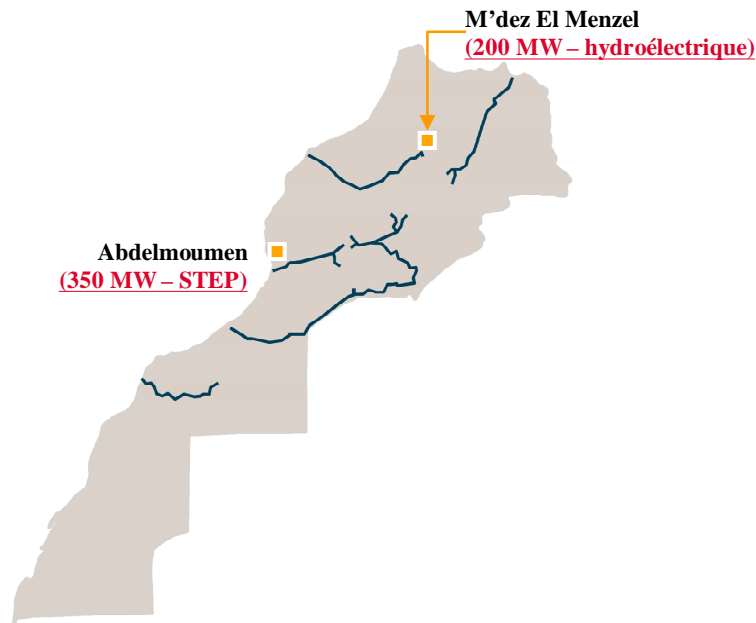 M’dez El Menzel
(200 MW – hydroélectrique)
Abdelmoumen
(350 MW – STEP)